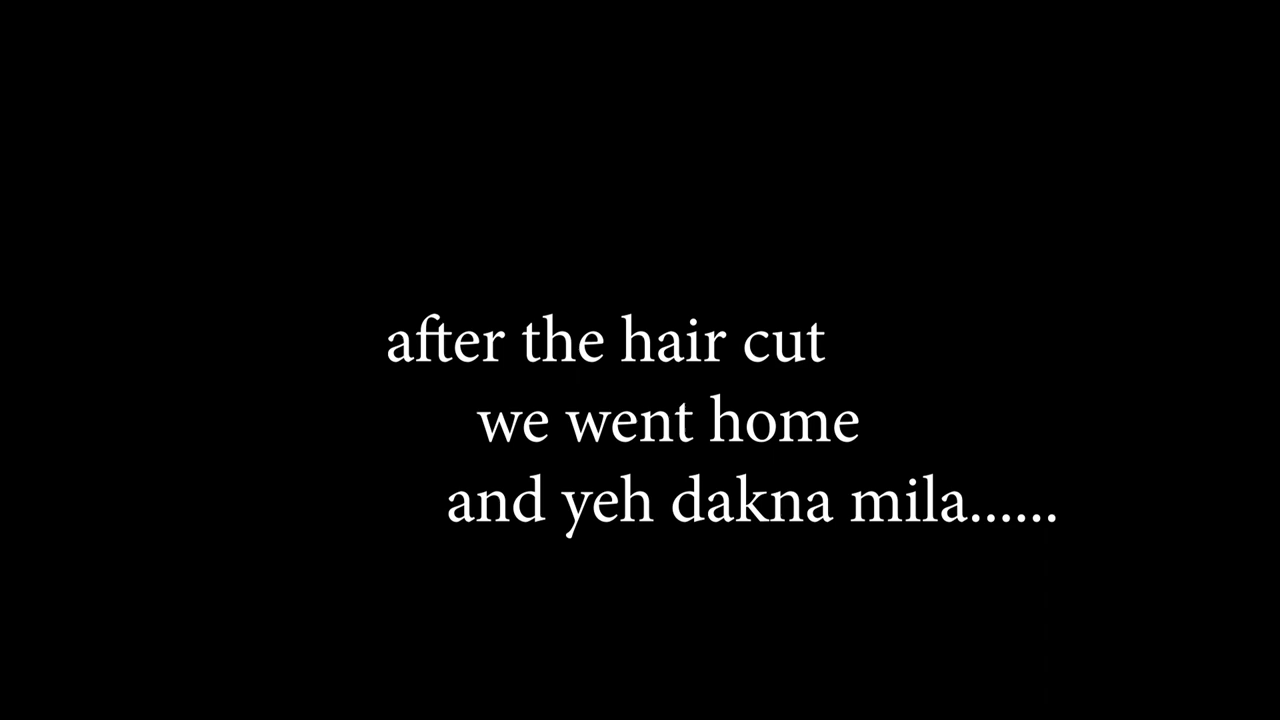 after the hair cut
we went home
and yeh dakna mila......